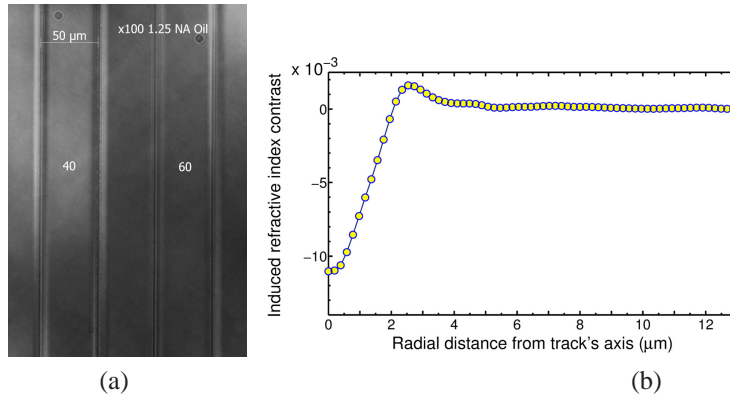 50 µm
x100 1.25 NA Oil
40
60
(a)
x 10⁻³
Induced refractive index contrast
0
−5
−10
0 2 4 6 8 10 12
Radial distance from track's axis (µm)
(b)